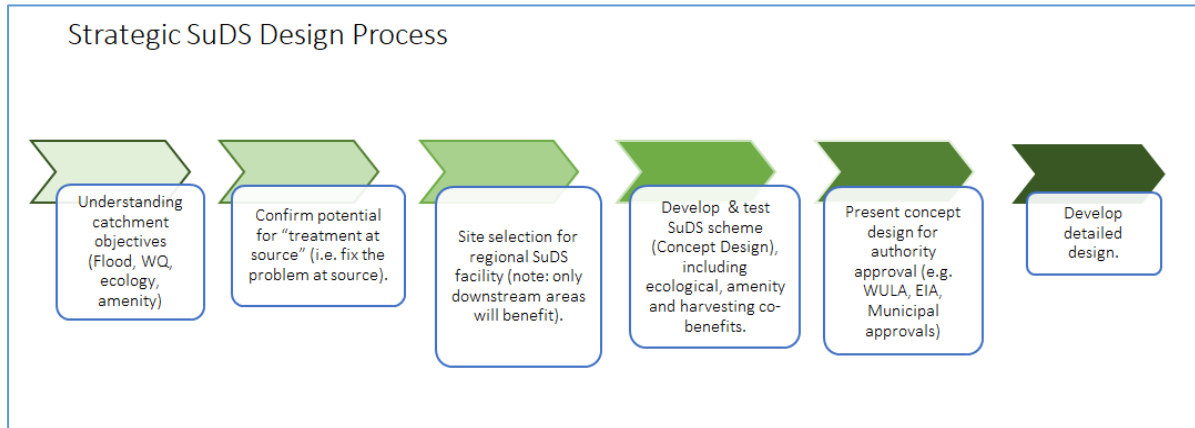 Strategic SuDS Design Process
Understanding
catchment
objectives
(Flood, WQ,
ecology,
amenity)
Confirm potential
for “treatment at
source” (i.e. fix the
problem at source).
Site selection for
regional SuDS
facility (note: only
downstream areas
will benefit).
Develop & test
SuDS scheme
(Concept Design),
including
ecological, amenity
and harvesting co-
benefits.
Present concept
design for
authority
approval (e.g.
WULA, EIA,
Municipal
approvals)
Develop
detailed
design.